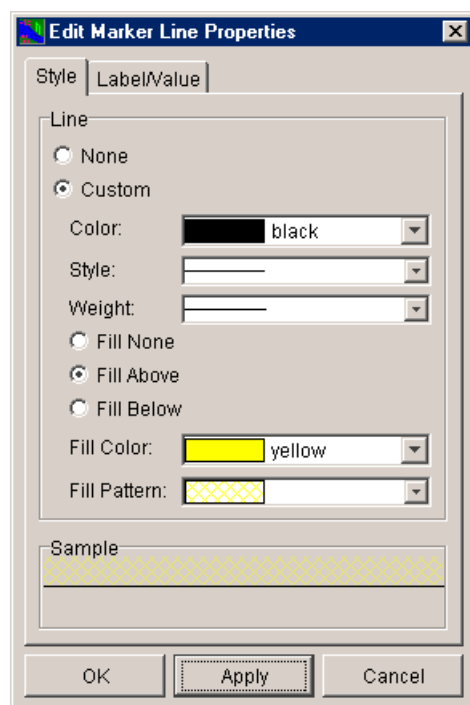 Edit Marker Line Properties
Style
Label/Value
Line
None
Custom
Color: black
Style:
Weight:
Fill None
Fill Above
Fill Below
Fill Color: yellow
Fill Pattern:
Sample
OK
Apply
Cancel